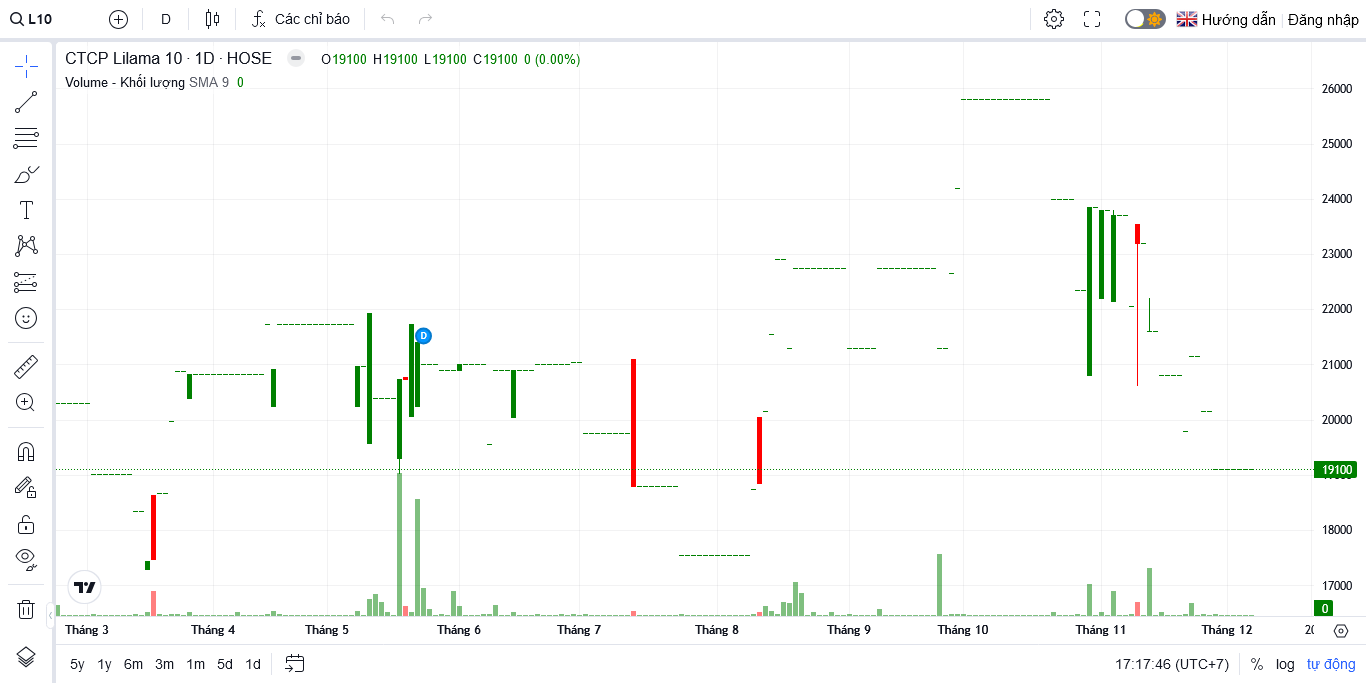 L10 D Các chỉ báo Hướng dẫn Đăng nhập
CTCP Lilama 10 · 1D · HOSE O19100 H19100 L19100 C19100 0 (0.00%)
Volume - Khối lượng SMA 9 0
26000
25000
24000
23000
22000
D
21000
20000
19100
18000
17000
0
Tháng 3 Tháng 4 Tháng 5 Tháng 6 Tháng 7 Tháng 8 Tháng 9 Tháng 10 Tháng 11 Tháng 12
5y 1y 6m 3m 1m 5d 1d 17:17:46 (UTC+7) % log tự động